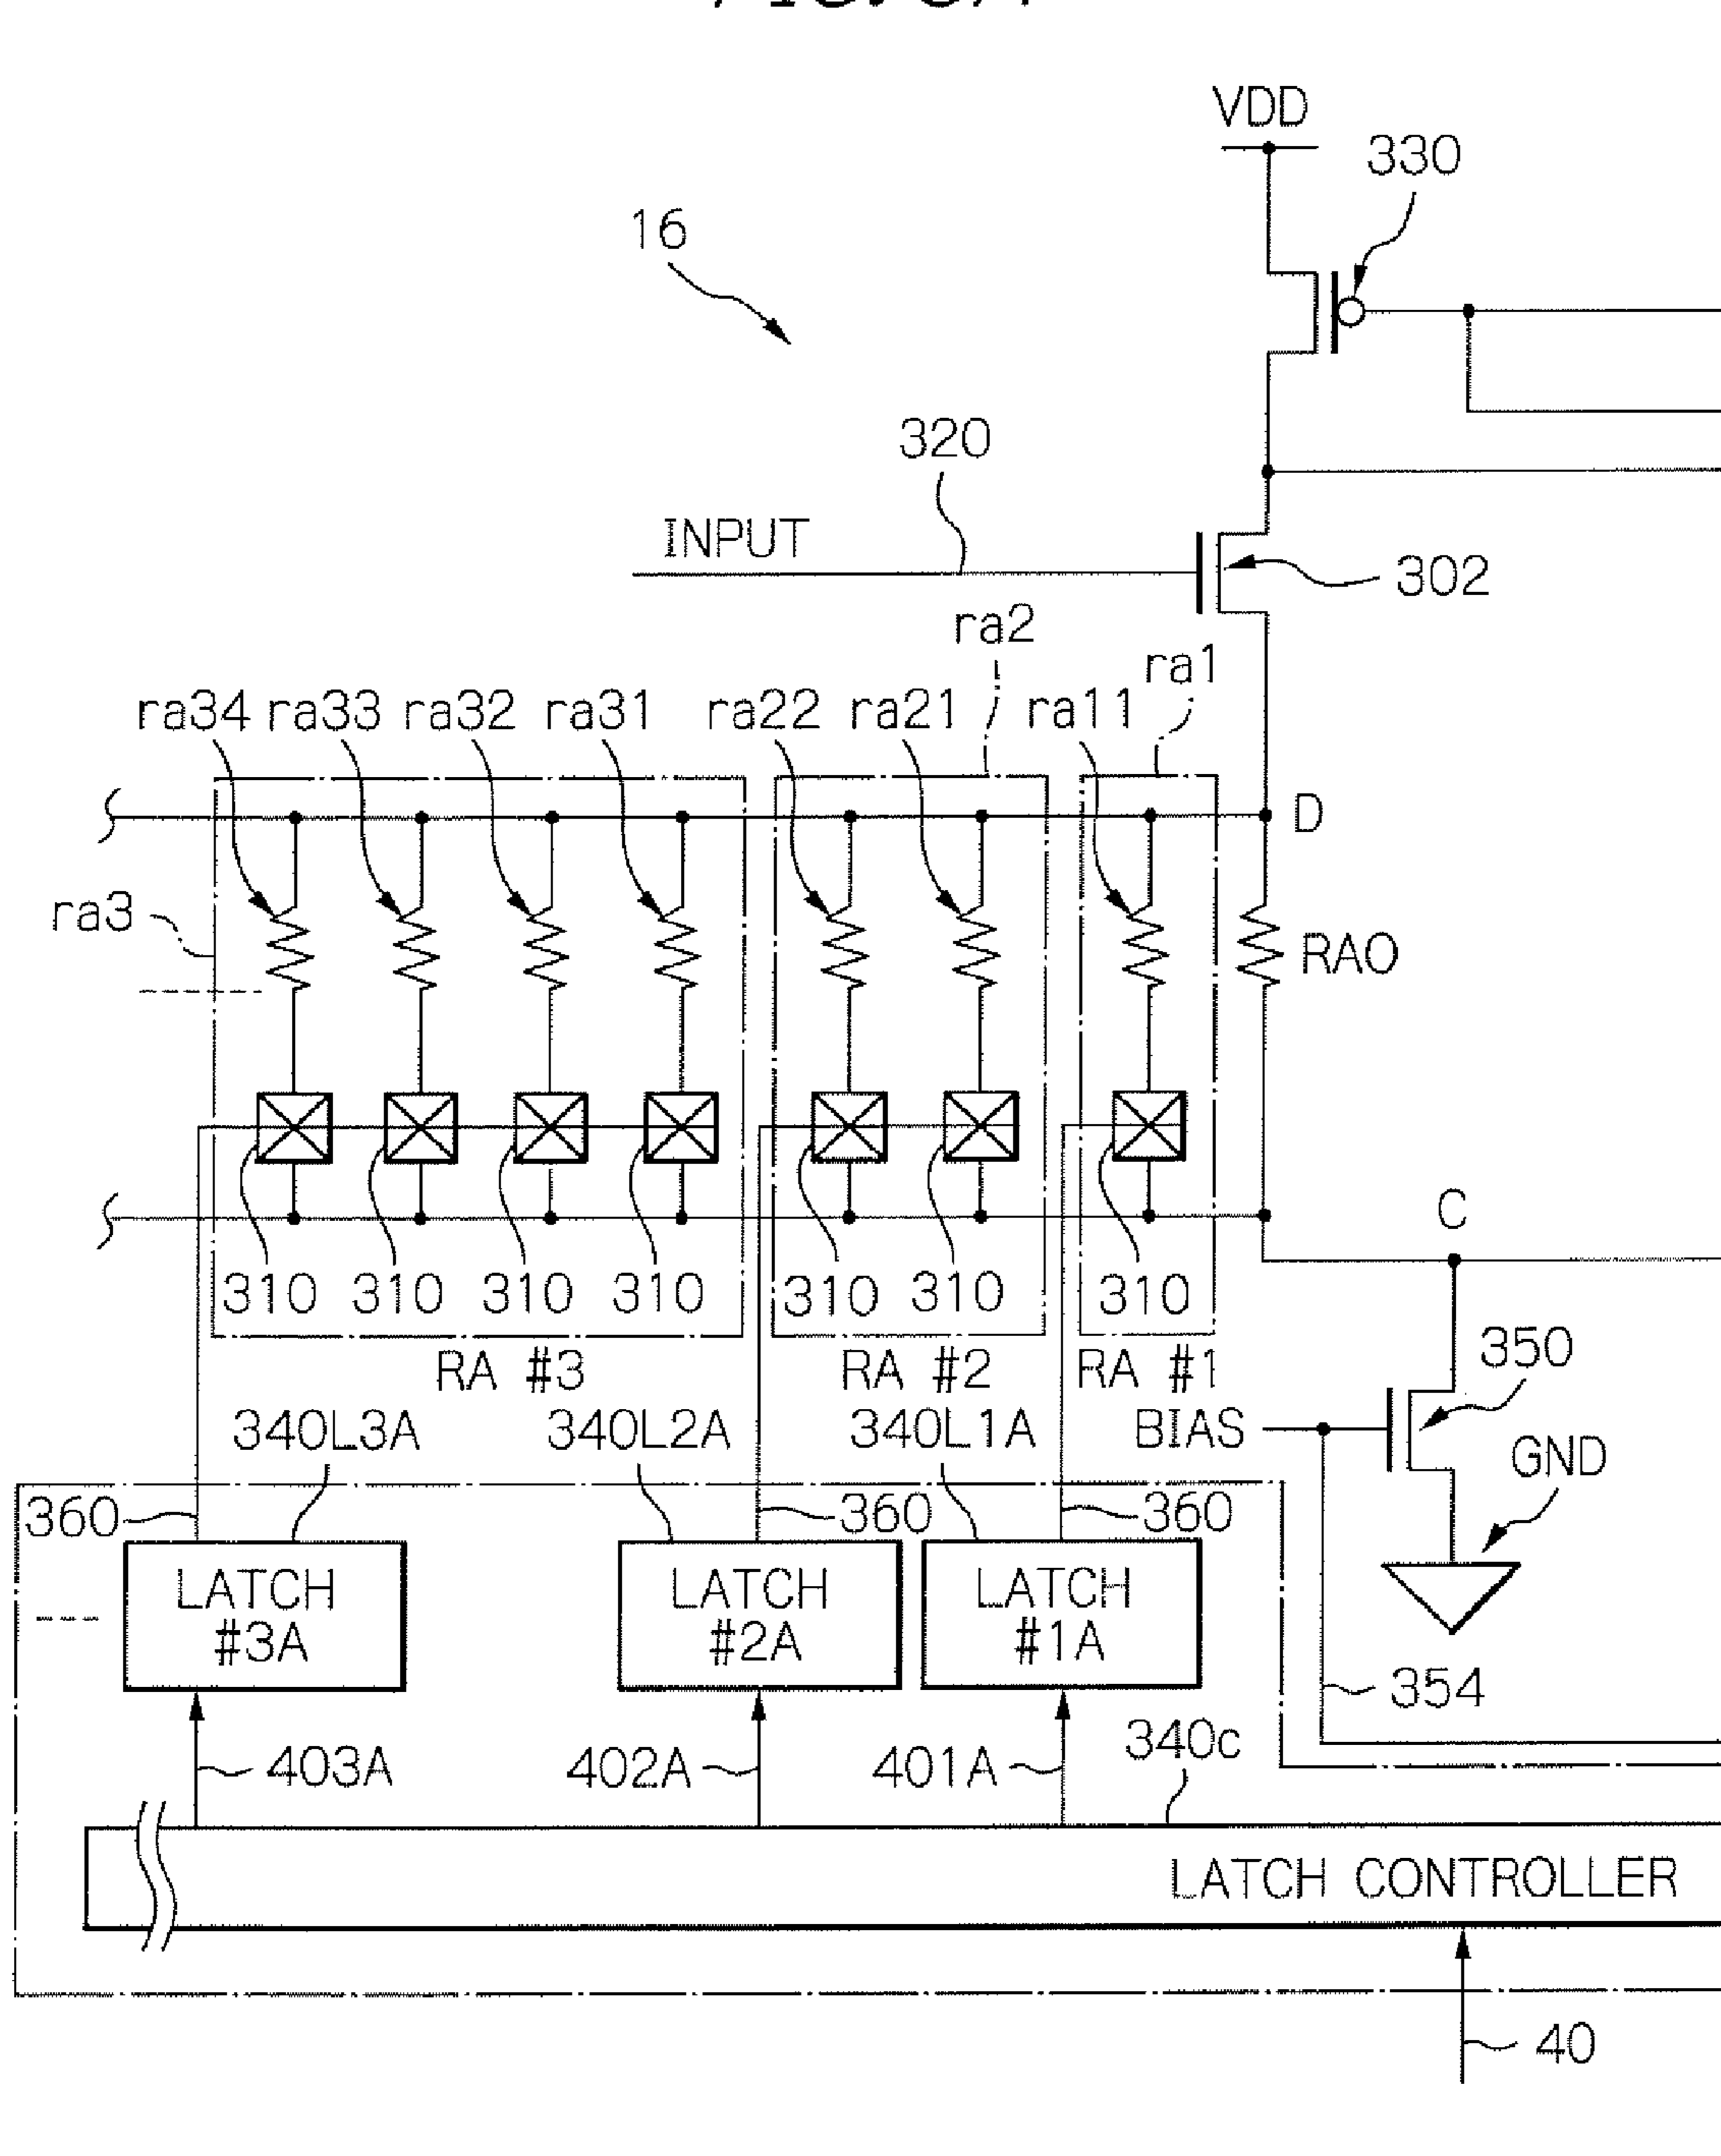 VDD
330
16
320
INPUT
302
ra2
ra1
ra34 ra33 ra32 ra31 ra22 ra21 ra11
D
ra3
RA0
C
310 310 310 310 310 310 310
350
RA #3 RA #2 RA #1
340L3A 340L2A 340L1A BIAS
GND
360 360 360
LATCH #3A
LATCH #2A
LATCH #1A
354
340c
403A 402A 401A
LATCH CONTROLLER
40